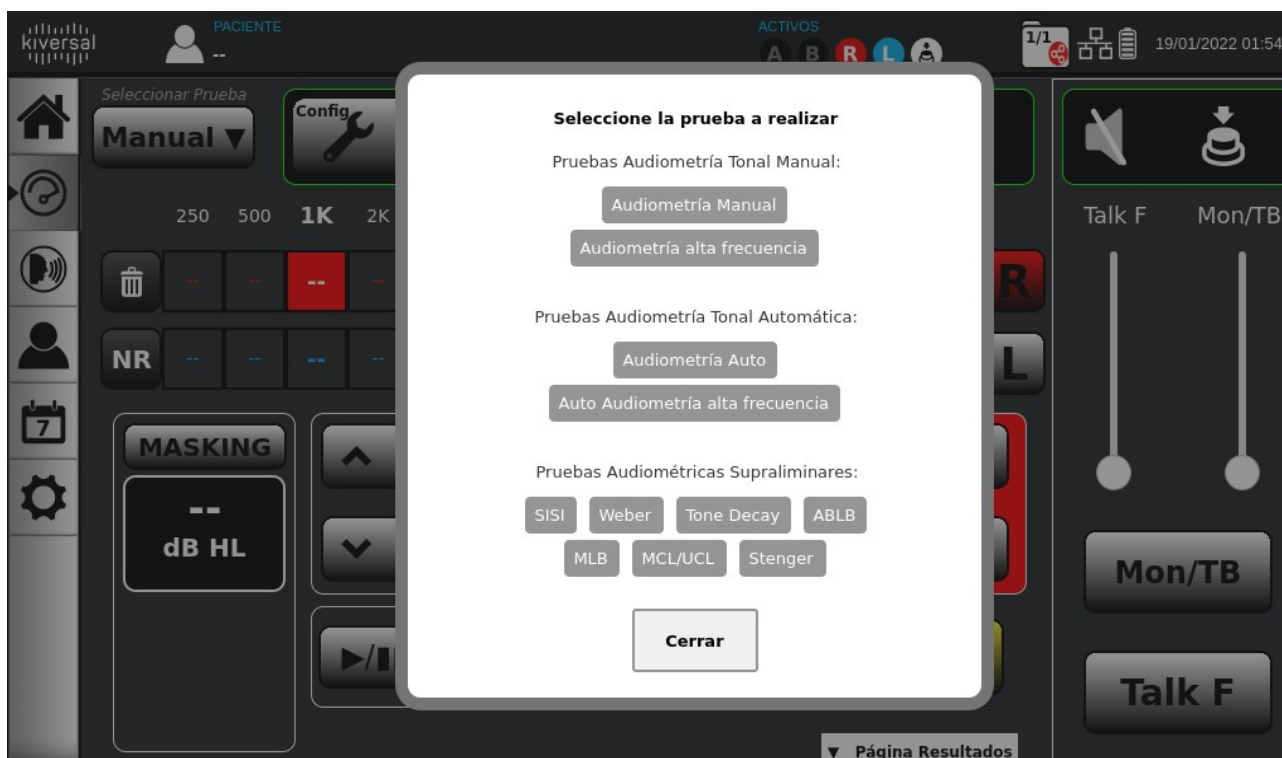 kiversal
PACIENTE
--
ACTIVOS
A B R L
1/1
19/01/2022 01:54
Seleccionar Prueba
Manual ▼
Config
Talk F Mon/TB
250 500 1K 2K
-- -- -- --
R
NR -- -- -- --
L
7
MASKING
--
dB HL
Mon/TB
Talk F
▼ Página Resultados
Seleccione la prueba a realizar
Pruebas Audiometría Tonal Manual:
Audiometría Manual
Audiometría alta frecuencia
Pruebas Audiometría Tonal Automática:
Audiometría Auto
Auto Audiometría alta frecuencia
Pruebas Audiométricas Supraliminares:
SISI Weber Tone Decay ABLB
MLB MCL/UCL Stenger
Cerrar